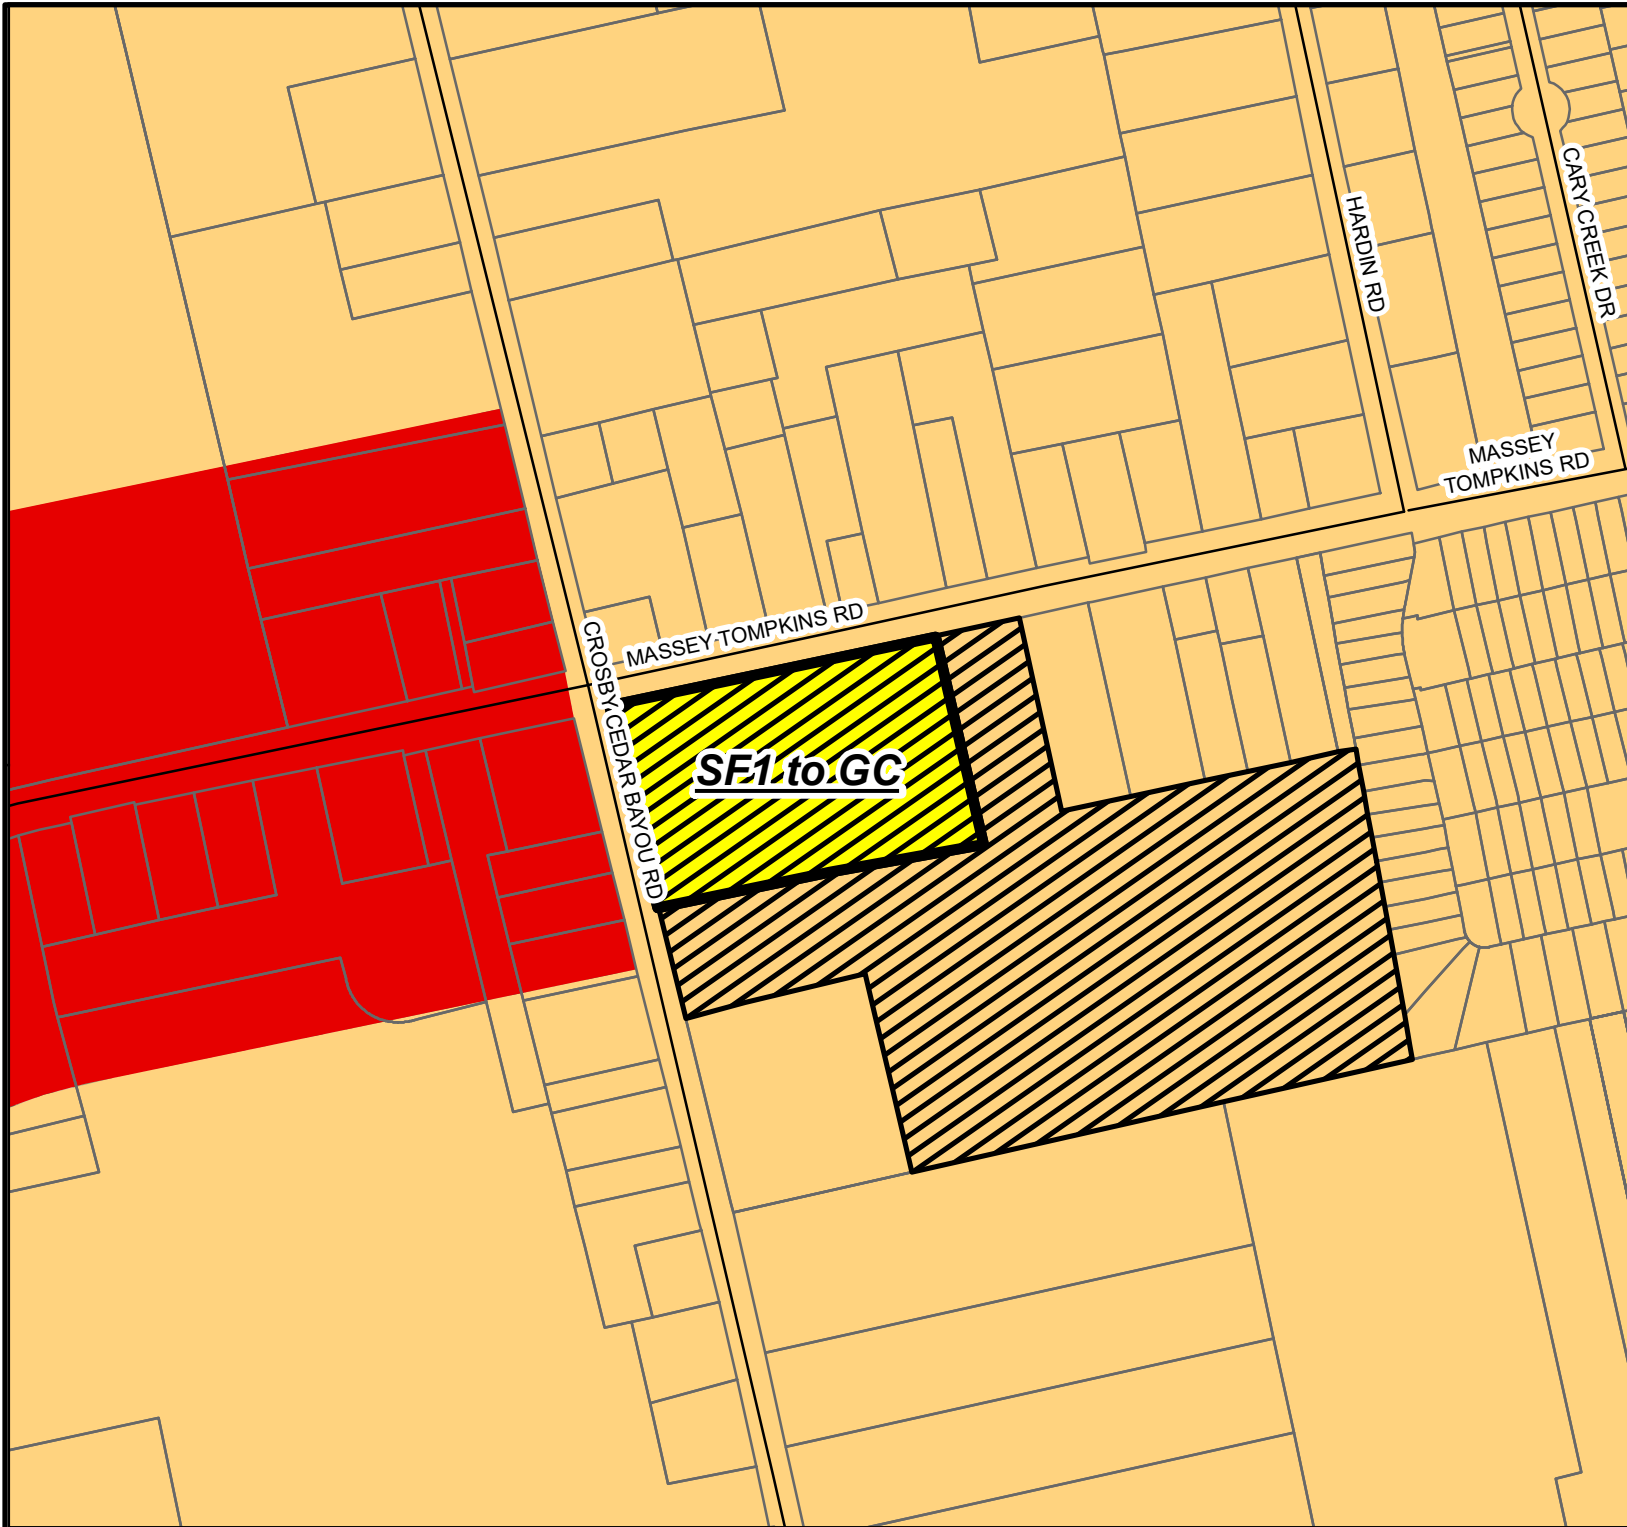 CARY CREEK DR
HARDIN RD
MASSEY
TOMPKINS RD
MASSEY TOMPKINS RD
CROSBY CEDAR BAYOU RD
SF1 to GC